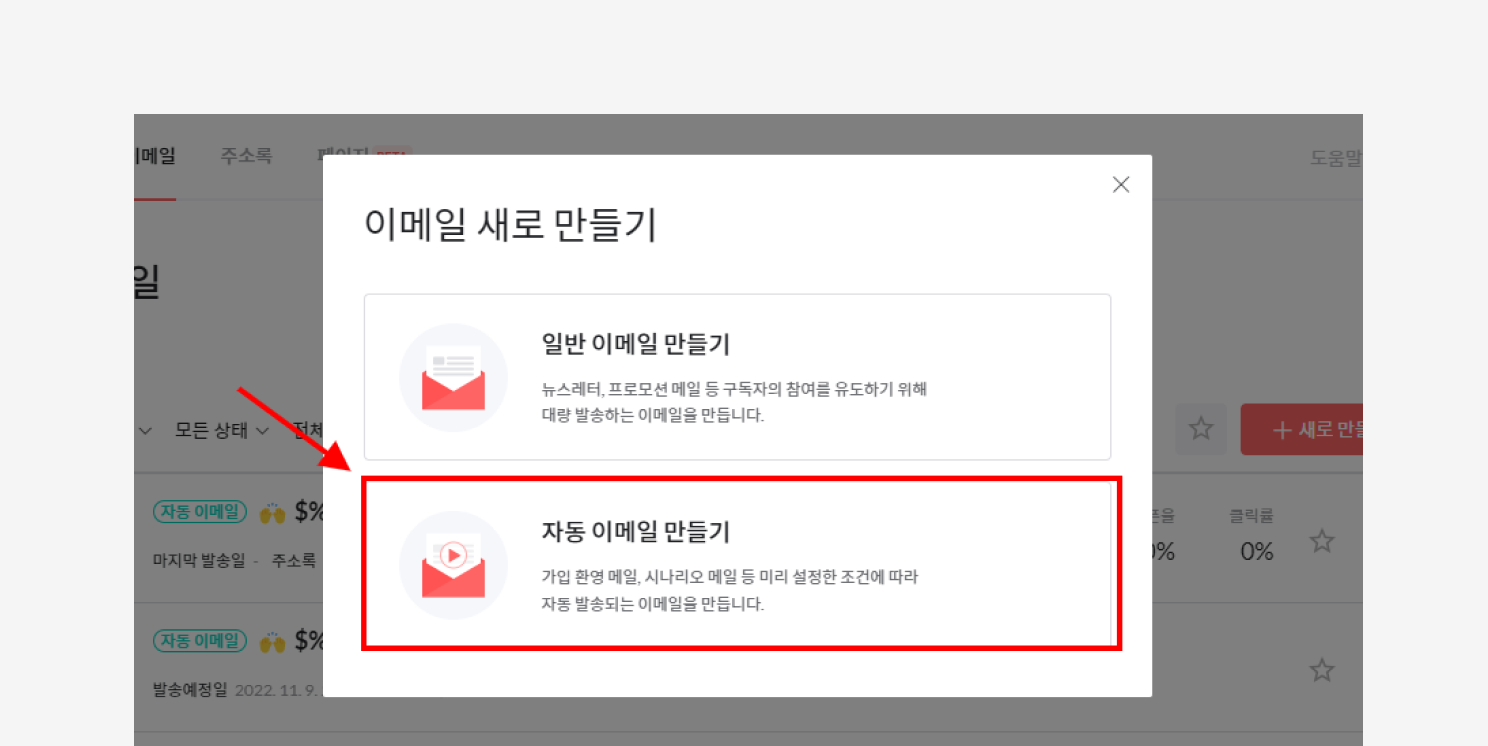 이메일 주소록 페이지 BETA 도움말
이메일 새로 만들기
일
일반 이메일 만들기
뉴스레터, 프로모션 메일 등 구독자의 참여를 유도하기 위해
대량 발송하는 이메일을 만듭니다.
모든 상태 전체
+ 새로 만들
자동 이메일 🙌 $%
마지막 발송일 - 주소록
자동 이메일 만들기
가입 환영 메일, 시나리오 메일 등 미리 설정한 조건에 따라
자동 발송되는 이메일을 만듭니다.
픈율 클릭률
0% 0%
자동 이메일 🙌 $%
발송예정일 2022. 11. 9.